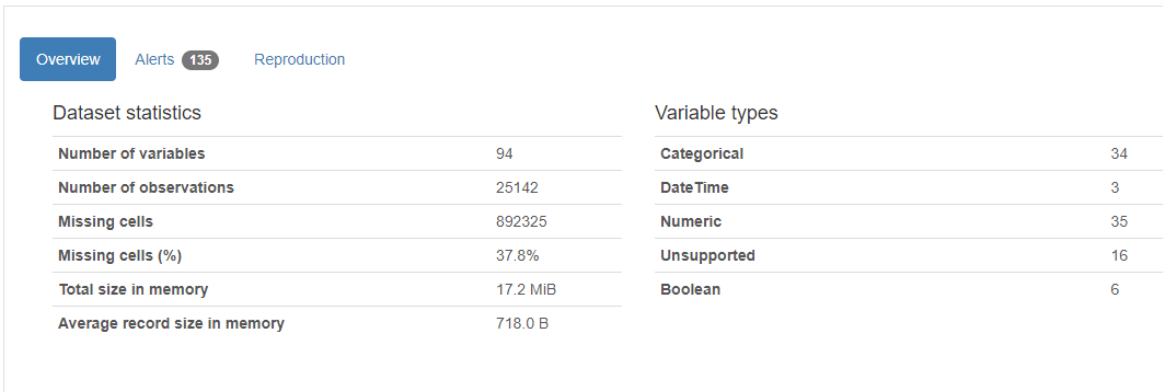 Overview Alerts 135 Reproduction
Dataset statistics
Number of variables 94
Number of observations 25142
Missing cells 892325
Missing cells (%) 37.8%
Total size in memory 17.2 MiB
Average record size in memory 718.0 B
Variable types
Categorical 34
DateTime 3
Numeric 35
Unsupported 16
Boolean 6